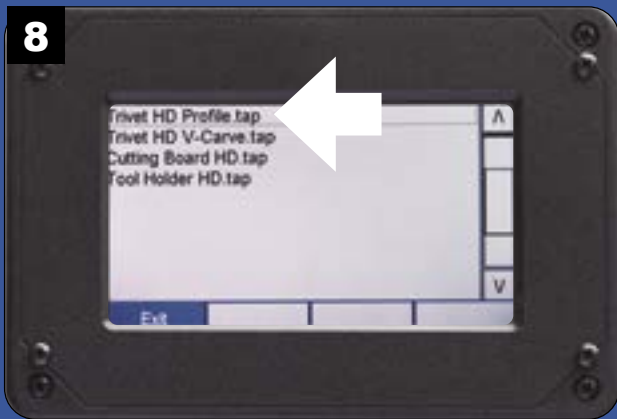 8
Trivet HD Profile.tap
Trivet HD V-Carve.tap
Cutting Board HD.tap
Tool Holder HD.tap
Λ
V
Exit